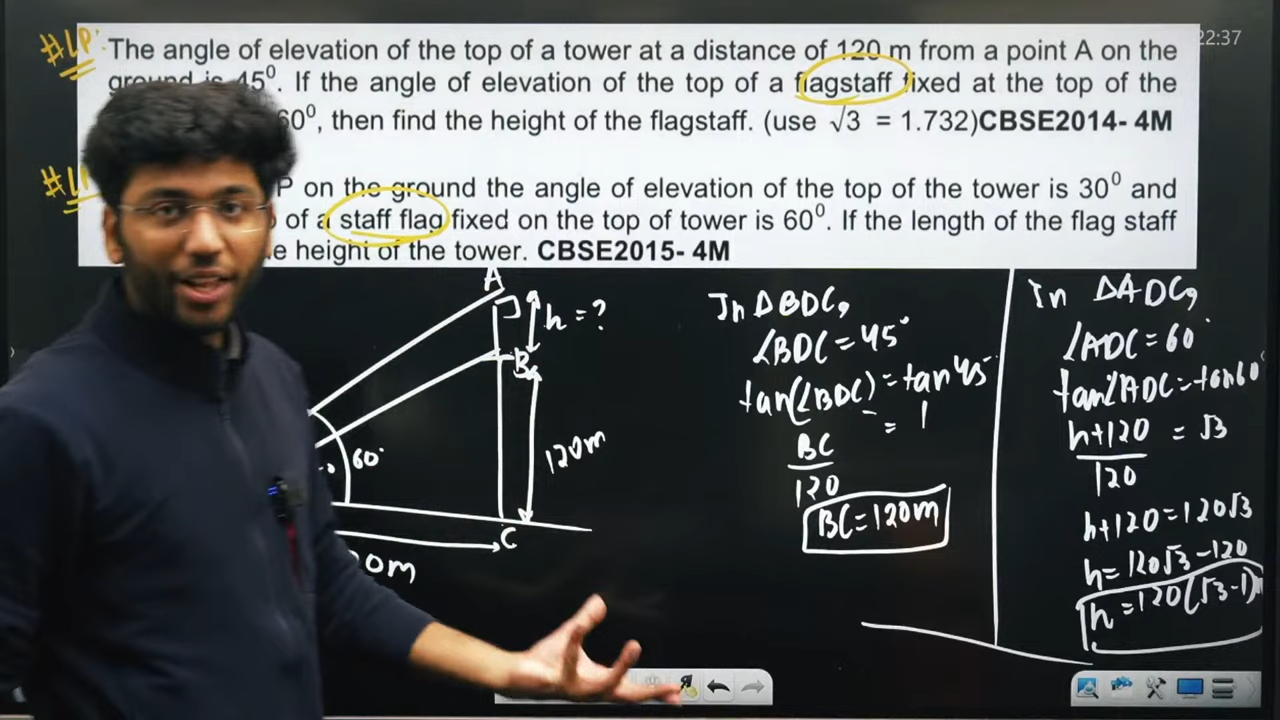 #LP
22:37
The angle of elevation of the top of a tower at a distance of 120 m from a point A on the
ground is 45⁰. If the angle of elevation of the top of a flagstaff fixed at the top of the
60⁰, then find the height of the flagstaff. (use √3 = 1.732)CBSE2014- 4M
P on the ground the angle of elevation of the top of the tower is 30⁰ and
of a staff flag fixed on the top of tower is 60⁰. If the length of the flag staff
height of the tower. CBSE2015- 4M
A
h = ?
B
120m
60°
C
In ΔBDC,
∠BDC = 45°
tan(∠BDC) = tan 45°
= 1
BC
120
BC = 120m
In ΔADC,
∠ADC = 60°
tan∠ADC = tan 60°
h+120 = √3
120
h+120 = 120√3
h = 120√3 - 120
h = 120(√3-1)